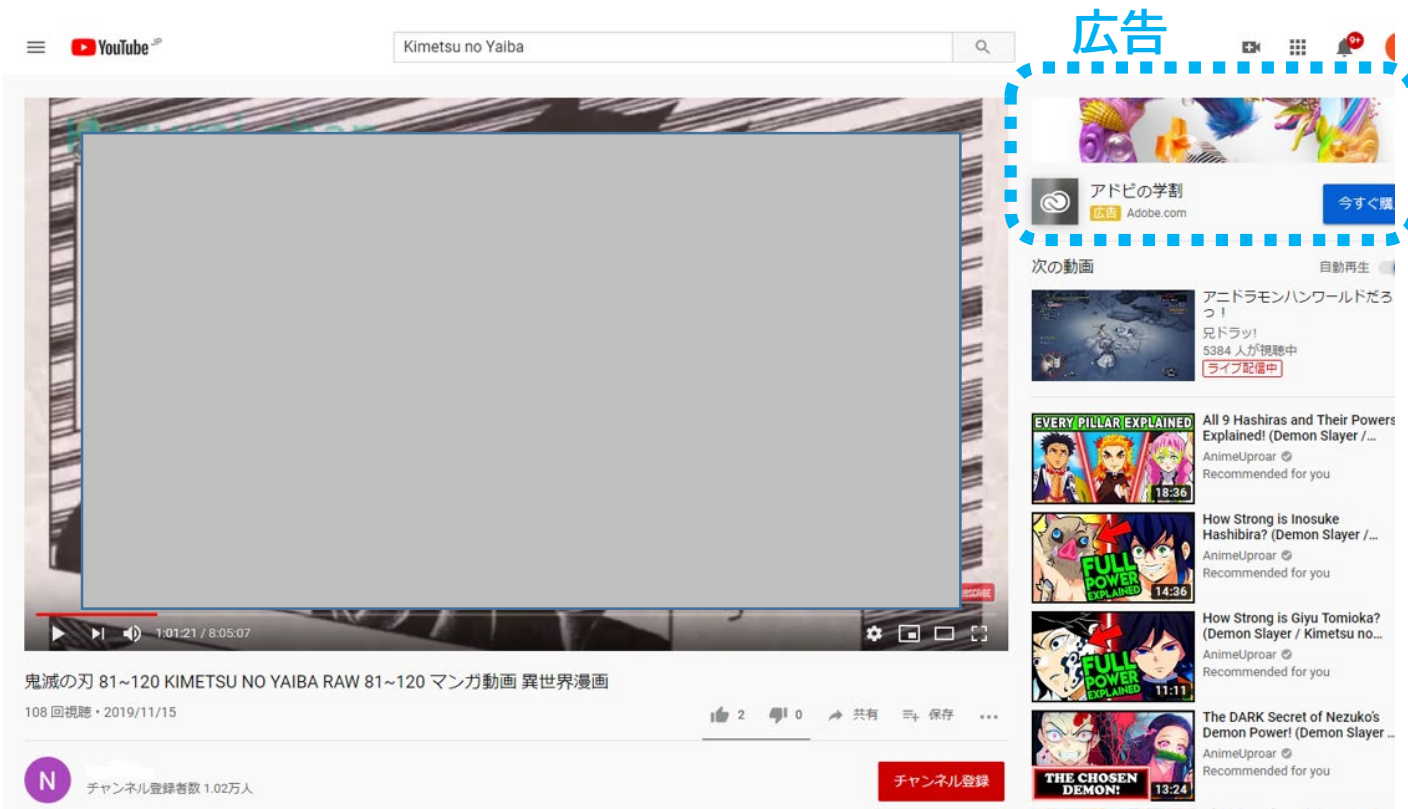 広告
YouTube JP
Kimetsu no Yaiba
9+
アドビの学割
広告 Adobe.com
今すぐ購
次の動画
自動再生
アニドラモンハンワールドだろ
っ！
兄ドラッ!
5384 人が視聴中
ライブ配信中
EVERY PILLAR EXPLAINED
18:36
All 9 Hashiras and Their Powers
Explained! (Demon Slayer /...
AnimeUproar
Recommended for you
FULL
POWER
EXPLAINED
14:36
How Strong is Inosuke
Hashibira? (Demon Slayer /...
AnimeUproar
Recommended for you
FULL
POWER
EXPLAINED
11:11
How Strong is Giyu Tomioka?
(Demon Slayer / Kimetsu no...
AnimeUproar
Recommended for you
THE CHOSEN
DEMON!
13:24
The DARK Secret of Nezuko's
Demon Power! (Demon Slayer ...
AnimeUproar
Recommended for you
1:01:21 / 8:05:07
鬼滅の刃 81~120 KIMETSU NO YAIBA RAW 81~120 マンガ動画 異世界漫画
108 回視聴・2019/11/15
2
0
共有
保存
N
チャンネル登録者数 1.02万人
チャンネル登録